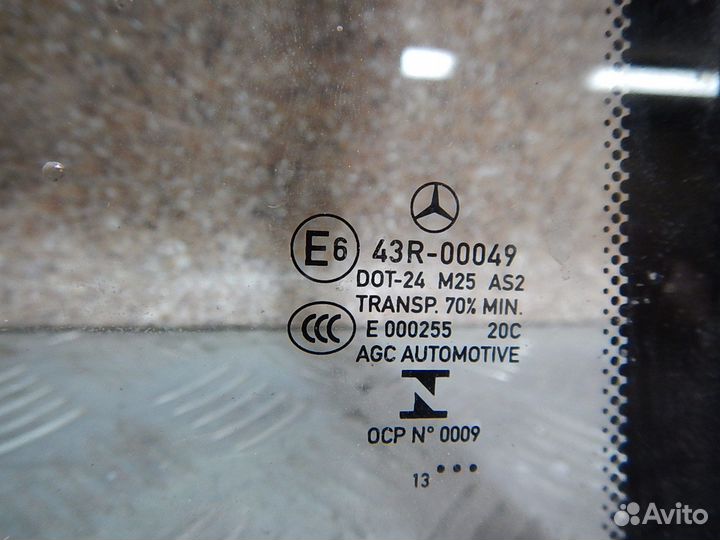 E6 43R-00049
DOT-24 M25 AS2
TRANSP. 70% MIN.
CCC E 000255 20C
AGC AUTOMOTIVE
OCP N° 0009
13
Avito